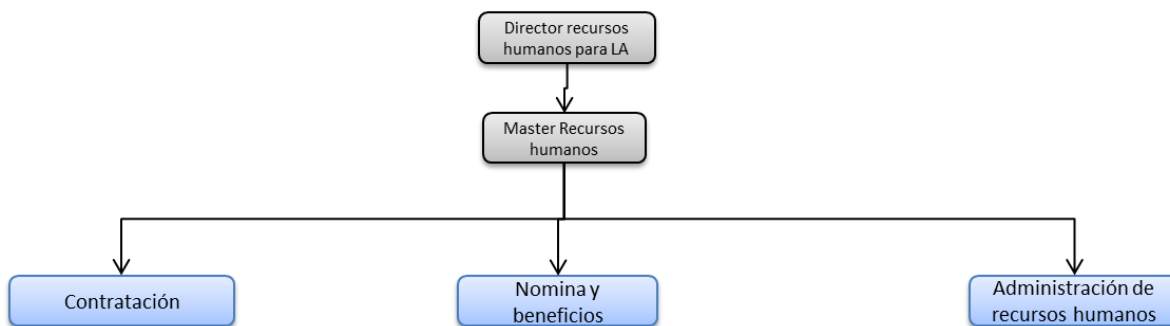 Director recursos
humanos para LA
Master Recursos
humanos
Contratación
Nomina y
beneficios
Administración de
recursos humanos